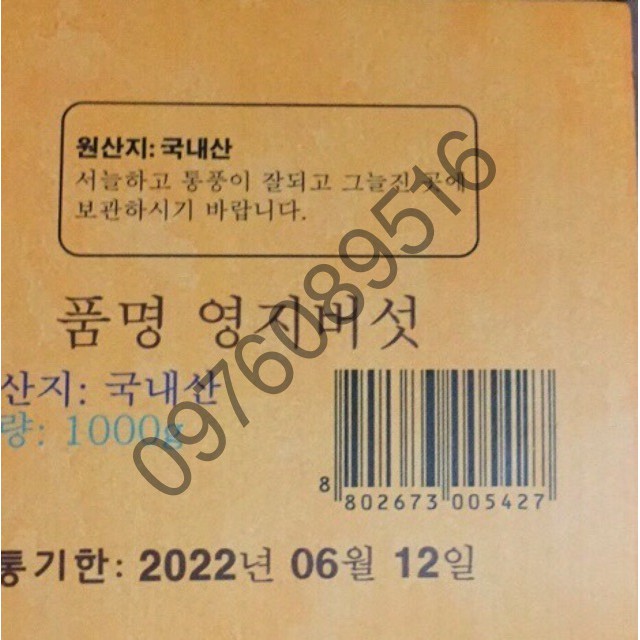 원산지: 국내산
서늘하고 통풍이 잘되고 그늘진 곳에
보관하시기 바랍니다.
품명 영지버섯
산지: 국내산
량: 1000g
8 802673 005427
통기한: 2022년 06월 12일
0976089516